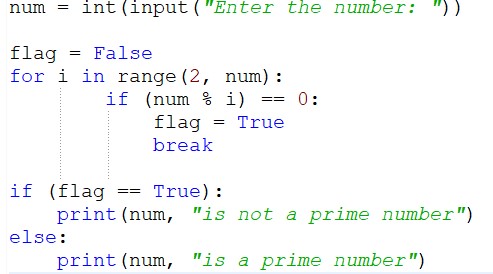 num = int(input("Enter the number: "))
flag = False
for i in range(2, num):
        if (num % i) == 0:
            flag = True
            break
if (flag == True):
    print(num, "is not a prime number")
else:
    print(num, "is a prime number")